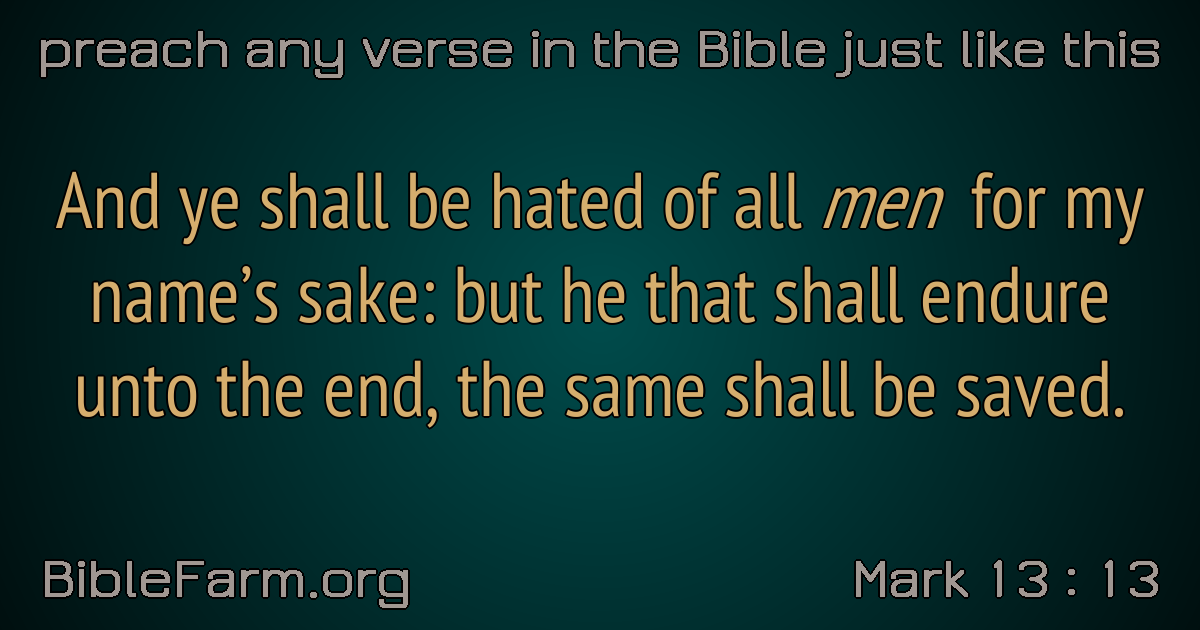 preach any verse in the Bible just like this
And ye shall be hated of all men for my
name’s sake: but he that shall endure
unto the end, the same shall be saved.
BibleFarm.org
Mark 13 : 13